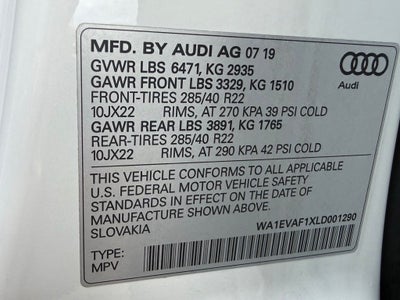 MFD. BY AUDI AG 07 19
GVWR LBS 6471, KG 2935
GAWR FRONT LBS 3329, KG 1510
FRONT-TIRES 285/40 R22
10JX22 RIMS, AT 270 KPA 39 PSI COLD
GAWR REAR LBS 3891, KG 1765
REAR-TIRES 285/40 R22
10JX22 RIMS, AT 290 KPA 42 PSI COLD
Audi
THIS VEHICLE CONFORMS TO ALL APPLICABLE
U.S. FEDERAL MOTOR VEHICLE SAFETY
STANDARDS IN EFFECT ON THE DATE OF
MANUFACTURE SHOWN ABOVE.
SLOVAKIA WA1EVAF1XLD001290
TYPE:
MPV